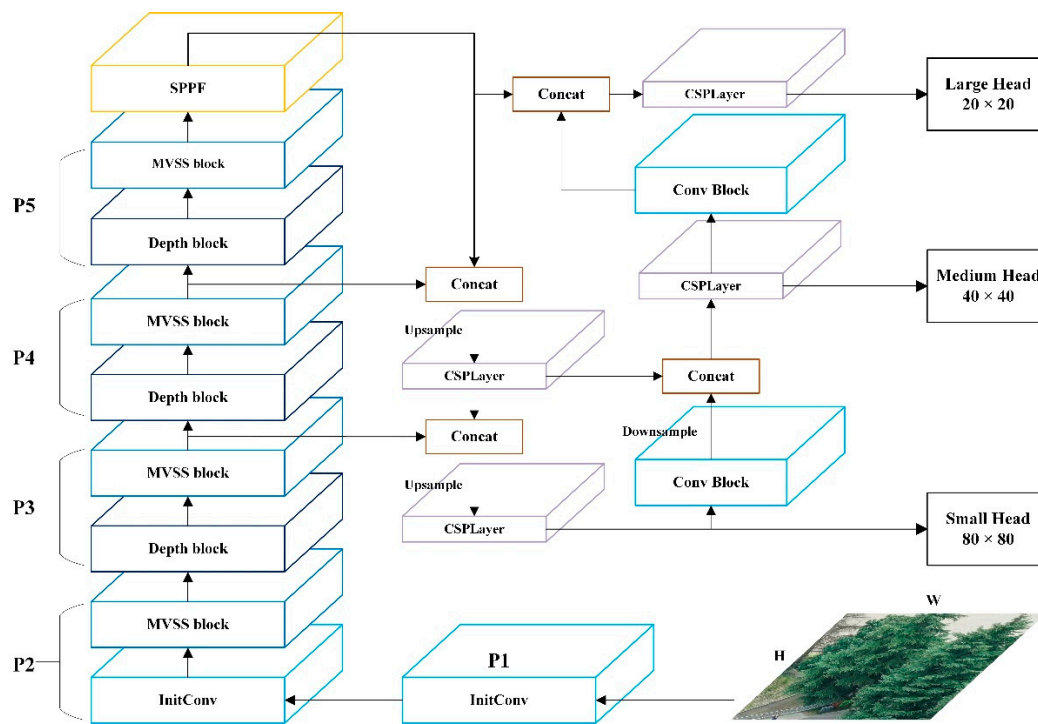 SPPF
MVSS block
P5
Depth block
MVSS block
P4
Depth block
MVSS block
P3
Depth block
MVSS block
P2
InitConv
P1
InitConv
Concat
CSPLayer
Large Head
20 × 20
Conv Block
Concat
CSPLayer
Medium Head
40 × 40
Upsample
CSPLayer
Concat
Concat
Downsample
Conv Block
Upsample
CSPLayer
Small Head
80 × 80
W
H